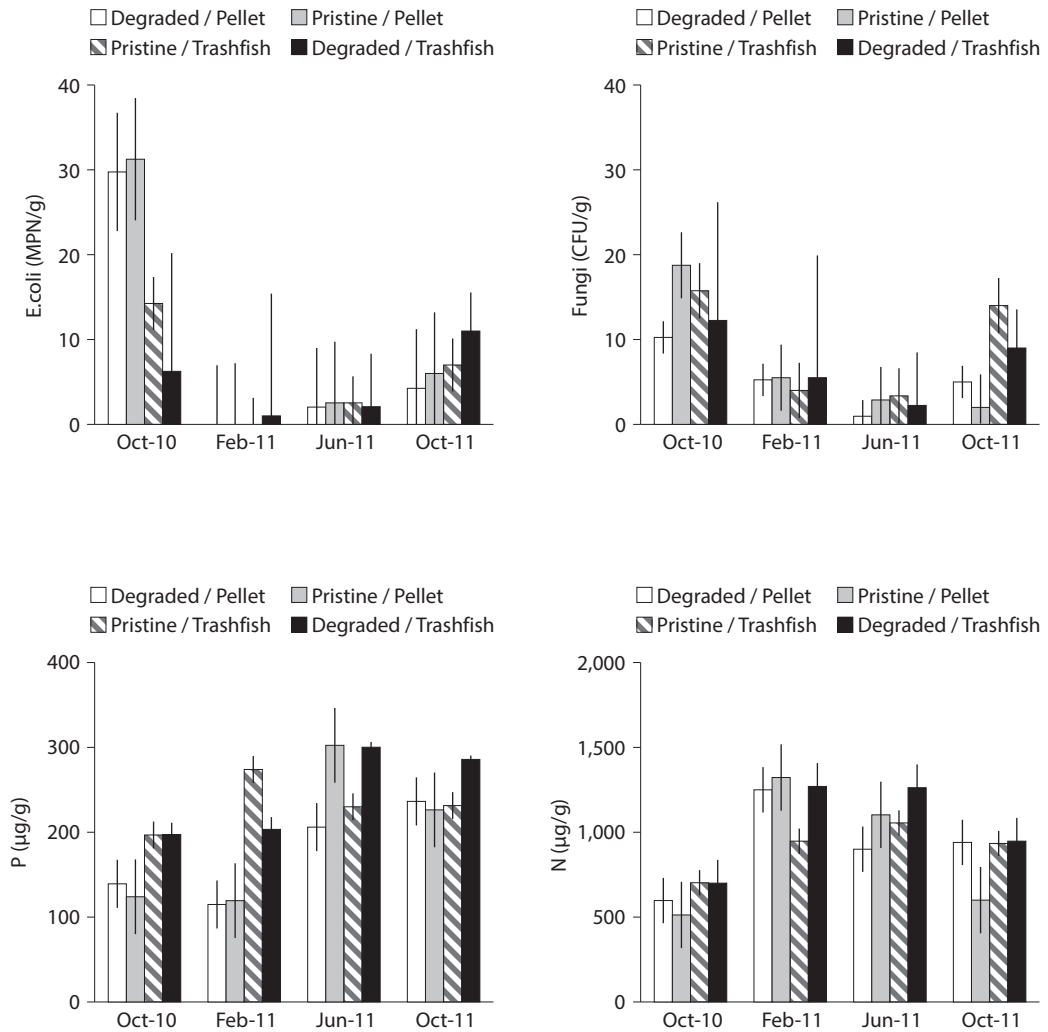 Degraded / Pellet Pristine / Pellet
Pristine / Trashfish Degraded / Trashfish
E.coli (MPN/g)
40
30
20
10
0
Oct-10 Feb-11 Jun-11 Oct-11
Degraded / Pellet Pristine / Pellet
Pristine / Trashfish Degraded / Trashfish
Fungi (CFU/g)
40
30
20
10
0
Oct-10 Feb-11 Jun-11 Oct-11
Degraded / Pellet Pristine / Pellet
Pristine / Trashfish Degraded / Trashfish
P (µg/g)
400
300
200
100
0
Oct-10 Feb-11 Jun-11 Oct-11
Degraded / Pellet Pristine / Pellet
Pristine / Trashfish Degraded / Trashfish
N (µg/g)
2,000
1,500
1,000
500
0
Oct-10 Feb-11 Jun-11 Oct-11